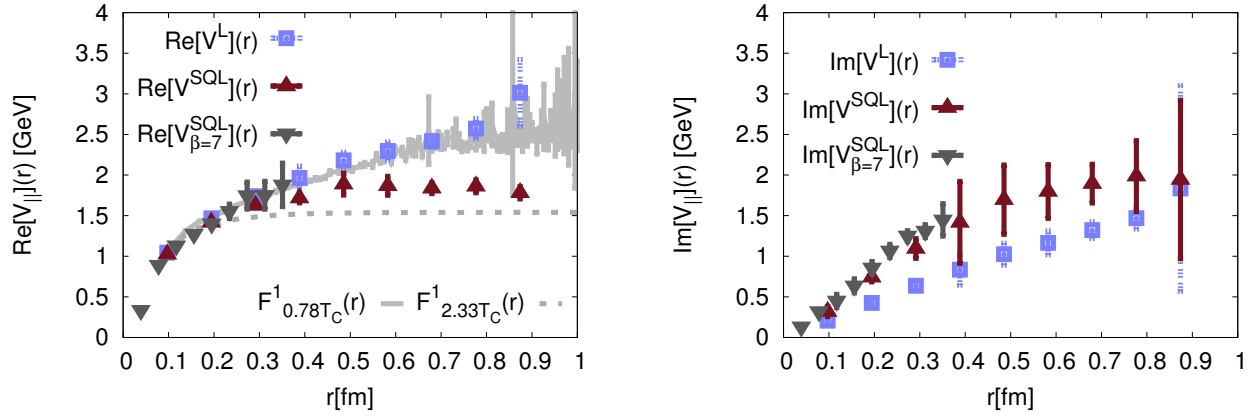 4
3.5
3
2.5
2
1.5
1
0.5
0
Re[V||](r) [GeV]
Re[V^L](r)
Re[V^SQL](r)
Re[V^SQL_β=7](r)
F^1_0.78T_C(r)
F^1_2.33T_C(r)
0 0.1 0.2 0.3 0.4 0.5 0.6 0.7 0.8 0.9 1
r[fm]
4
3.5
3
2.5
2
1.5
1
0.5
0
Im[V||](r) [GeV]
Im[V^L](r)
Im[V^SQL](r)
Im[V^SQL_β=7](r)
0 0.1 0.2 0.3 0.4 0.5 0.6 0.7 0.8 0.9 1
r[fm]